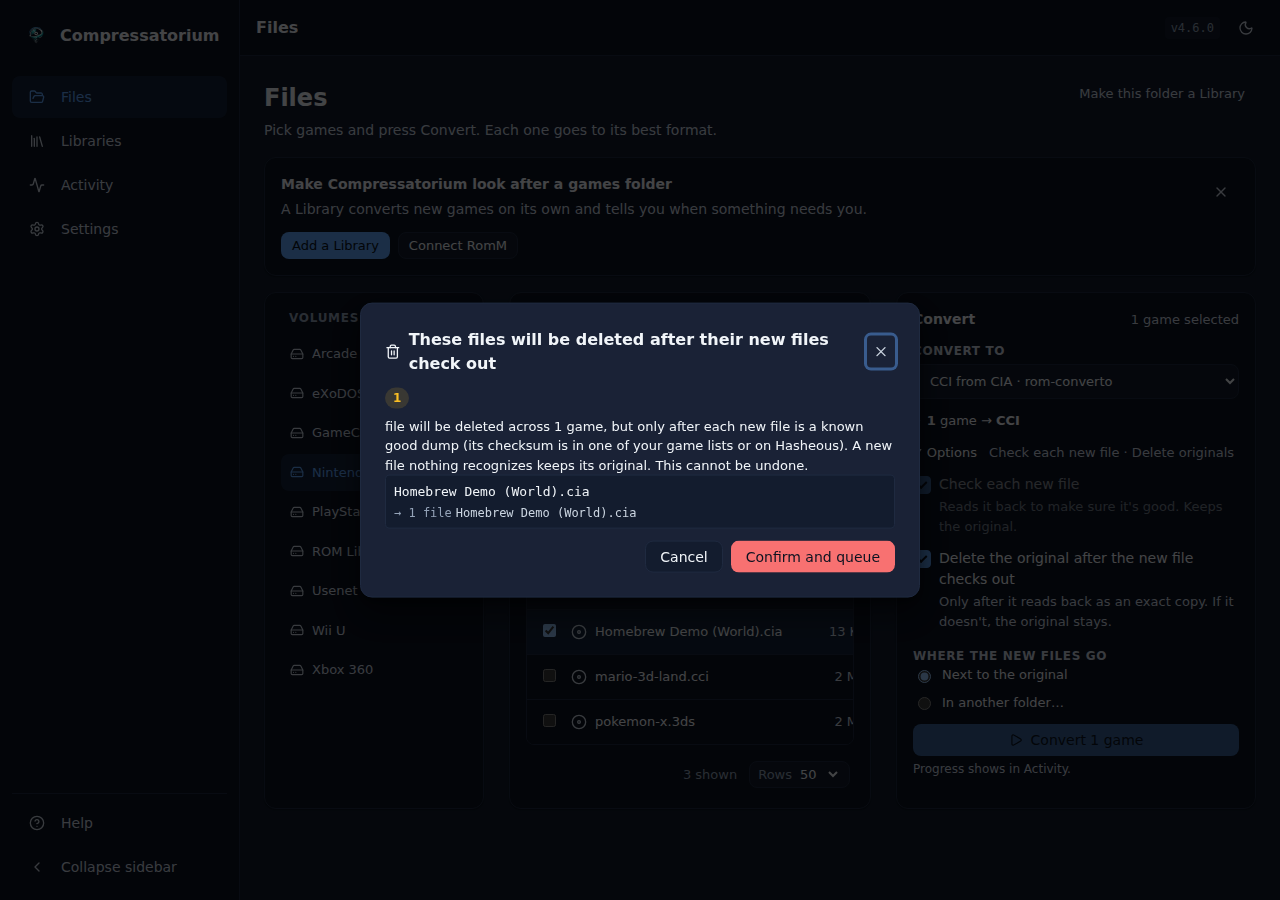 Compressatorium
Files
v4.6.0
Files
Libraries
Activity
Settings
Help
Collapse sidebar
Files
Make this folder a Library
Pick games and press Convert. Each one goes to its best format.
Make Compressatorium look after a games folder
A Library converts new games on its own and tells you when something needs you.
Add a Library
Connect RomM
VOLUMES
Arcade
GameC
Nintend
PlaySta
ROM Lib
Usenet
Wii U
Xbox 360
These files will be deleted after their new files
check out
1
file will be deleted across 1 game, but only after each new file is a known
good dump (its checksum is in one of your game lists or on Hasheous). A new
file nothing recognizes keeps its original. This cannot be undone.
Homebrew Demo (World).cia
→ 1 file Homebrew Demo (World).cia
Cancel
Confirm and queue
Homebrew Demo (World).cia
13
mario-3d-land.cci
2 M
pokemon-x.3ds
2 M
3 shown
Rows 50
Convert
1 game selected
CONVERT TO
CCI from CIA · rom-converto
1 game → CCI
Options
Check each new file · Delete originals
Check each new file
Reads it back to make sure it's good. Keeps
the original.
Delete the original after the new file
checks out
Only after it reads back as an exact copy. If it
doesn't, the original stays.
WHERE THE NEW FILES GO
Next to the original
In another folder…
Convert 1 game
Progress shows in Activity.